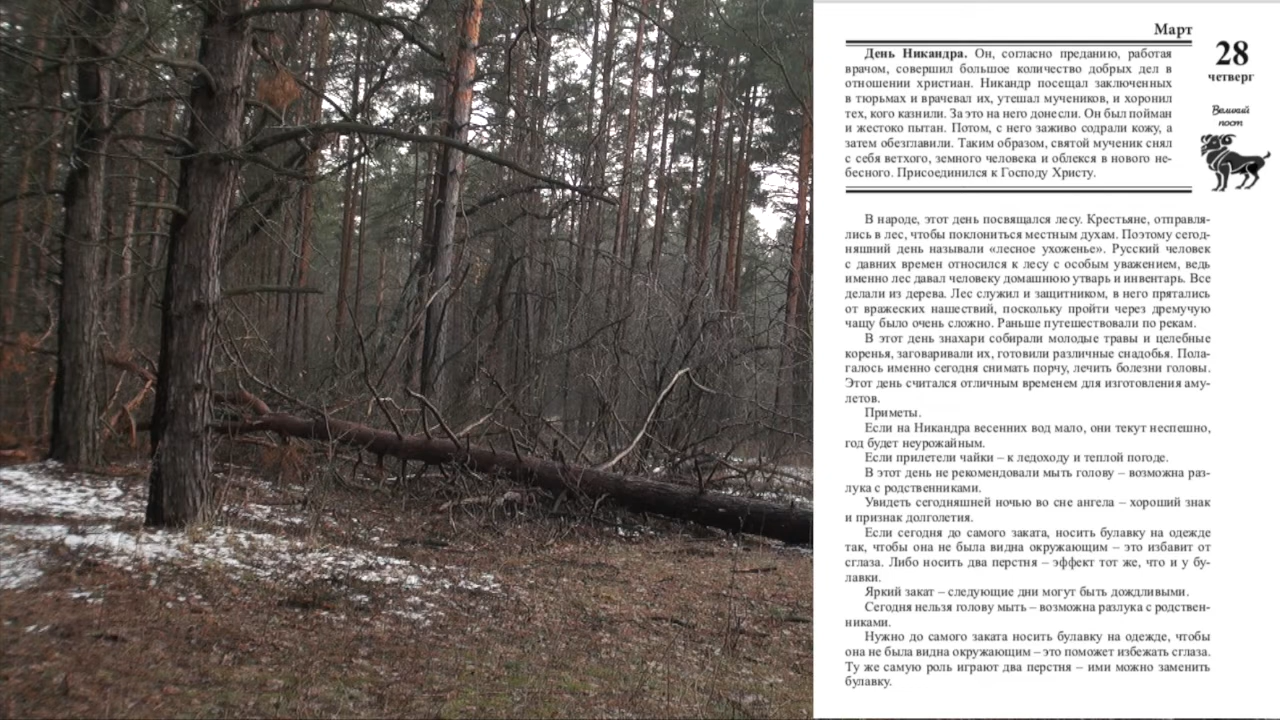 Март
28
четверг
Великий
пост
День Никандра. Он, согласно преданию, работая
врачом, совершил большое количество добрых дел в
отношении христиан. Никандр посещал заключенных
в тюрьмах и врачевал их, утешал мучеников, и хоронил
тех, кого казнили. За это на него донесли. Он был пойман
и жестоко пытан. Потом, с него заживо содрали кожу, а
затем обезглавили. Таким образом, святой мученик снял
с себя ветхого, земного человека и облекся в нового не-
бесного. Присоединился к Господу Христу.
В народе, этот день посвящался лесу. Крестьяне, отправля-
лись в лес, чтобы поклониться местным духам. Поэтому сегод-
няшний день называли «лесное ухоженье». Русский человек
с давних времен относился к лесу с особым уважением, ведь
именно лес давал человеку домашнюю утварь и инвентарь. Все
делали из дерева. Лес служил и защитником, в него прятались
от вражеских нашествий, поскольку пройти через дремучую
чащу было очень сложно. Раньше путешествовали по рекам.
В этот день знахари собирали молодые травы и целебные
коренья, заговаривали их, готовили различные снадобья. Пола-
галось именно сегодня снимать порчу, лечить болезни головы.
Этот день считался отличным временем для изготовления аму-
летов.
Приметы.
Если на Никандра весенних вод мало, они текут неспешно,
год будет неурожайным.
Если прилетели чайки – к ледоходу и теплой погоде.
В этот день не рекомендовали мыть голову – возможна раз-
лука с родственниками.
Увидеть сегодняшней ночью во сне ангела – хороший знак
и признак долголетия.
Если сегодня до самого заката, носить булавку на одежде
так, чтобы она не была видна окружающим – это избавит от
сглаза. Либо носить два перстня – эффект тот же, что и у бу-
лавки.
Яркий закат – следующие дни могут быть дождливыми.
Сегодня нельзя голову мыть – возможна разлука с родствен-
никами.
Нужно до самого заката носить булавку на одежде, чтобы
она не была видна окружающим – это поможет избежать сглаза.
Ту же самую роль играют два перстня – ими можно заменить
булавку.